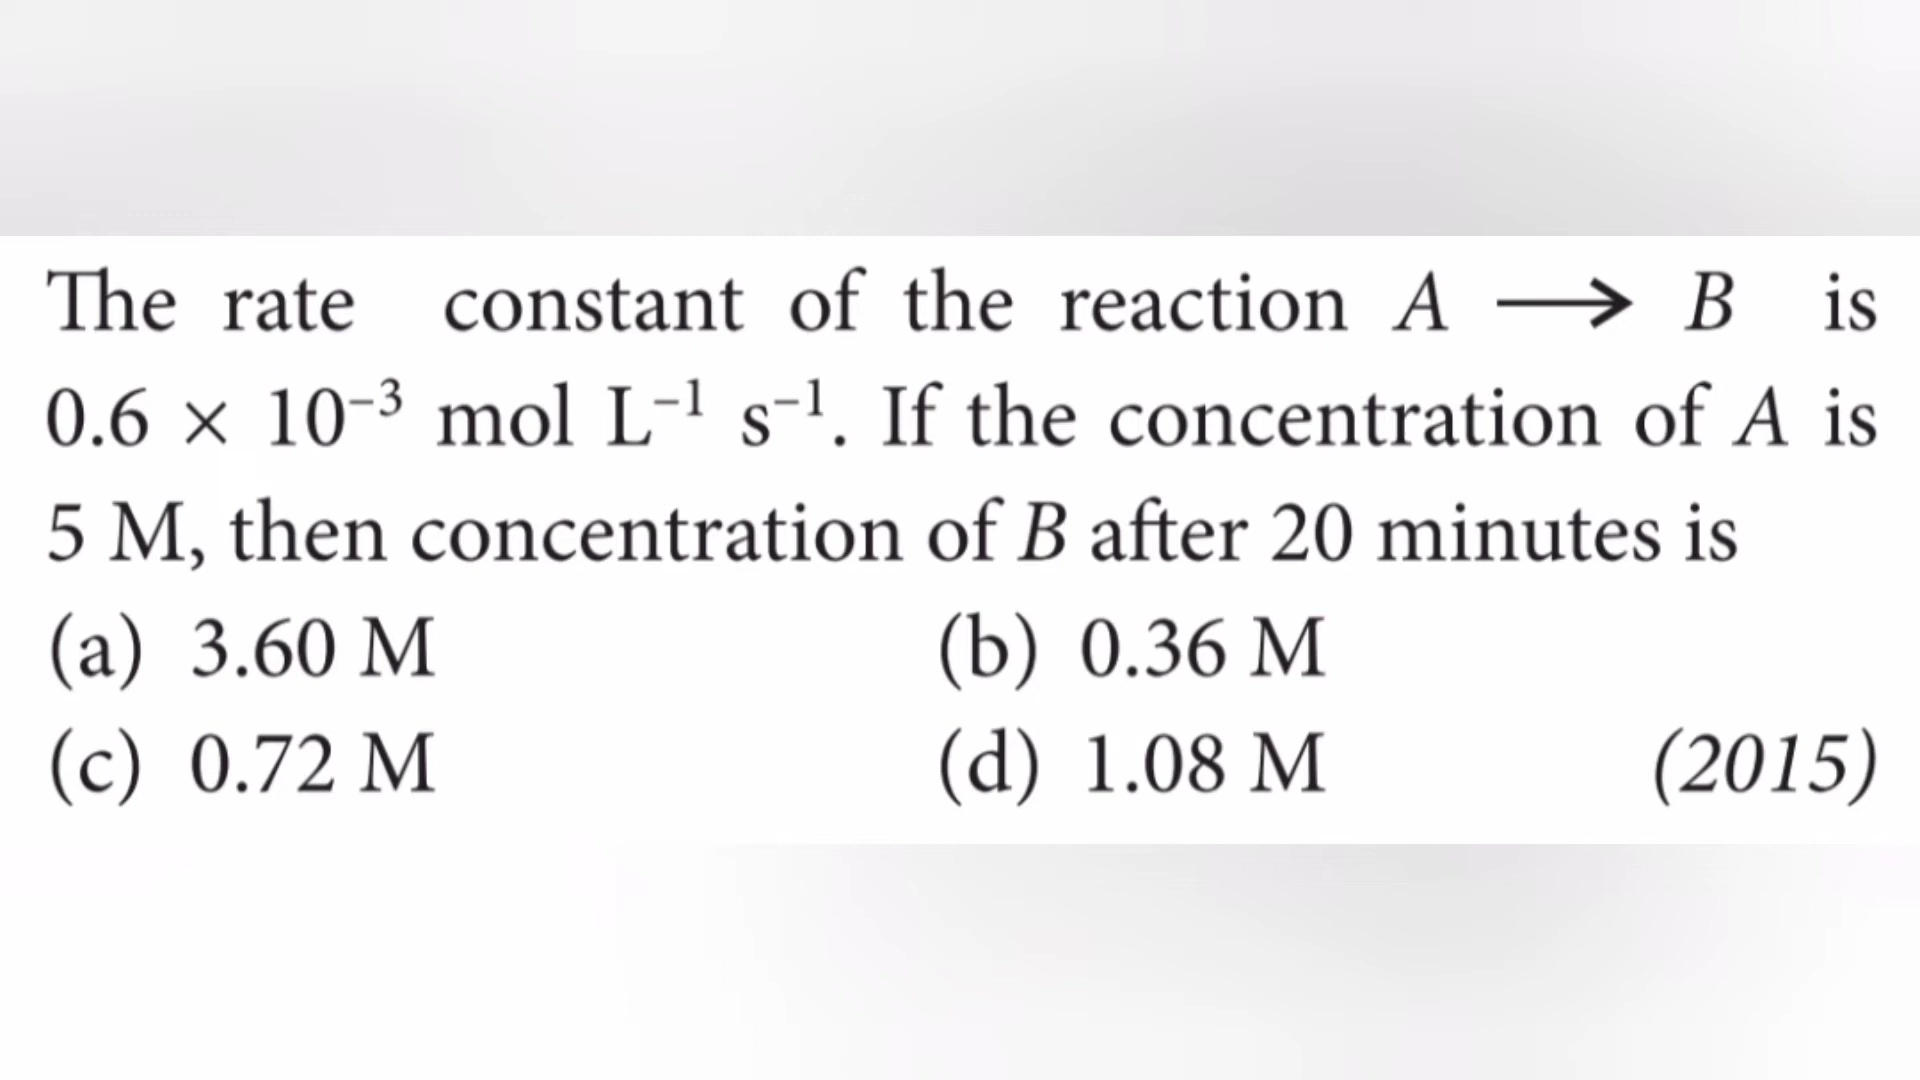 The rate constant of the reaction A ⟶ B is
0.6 × 10⁻³ mol L⁻¹ s⁻¹. If the concentration of A is
5 M, then concentration of B after 20 minutes is
(a) 3.60 M (b) 0.36 M
(c) 0.72 M (d) 1.08 M (2015)